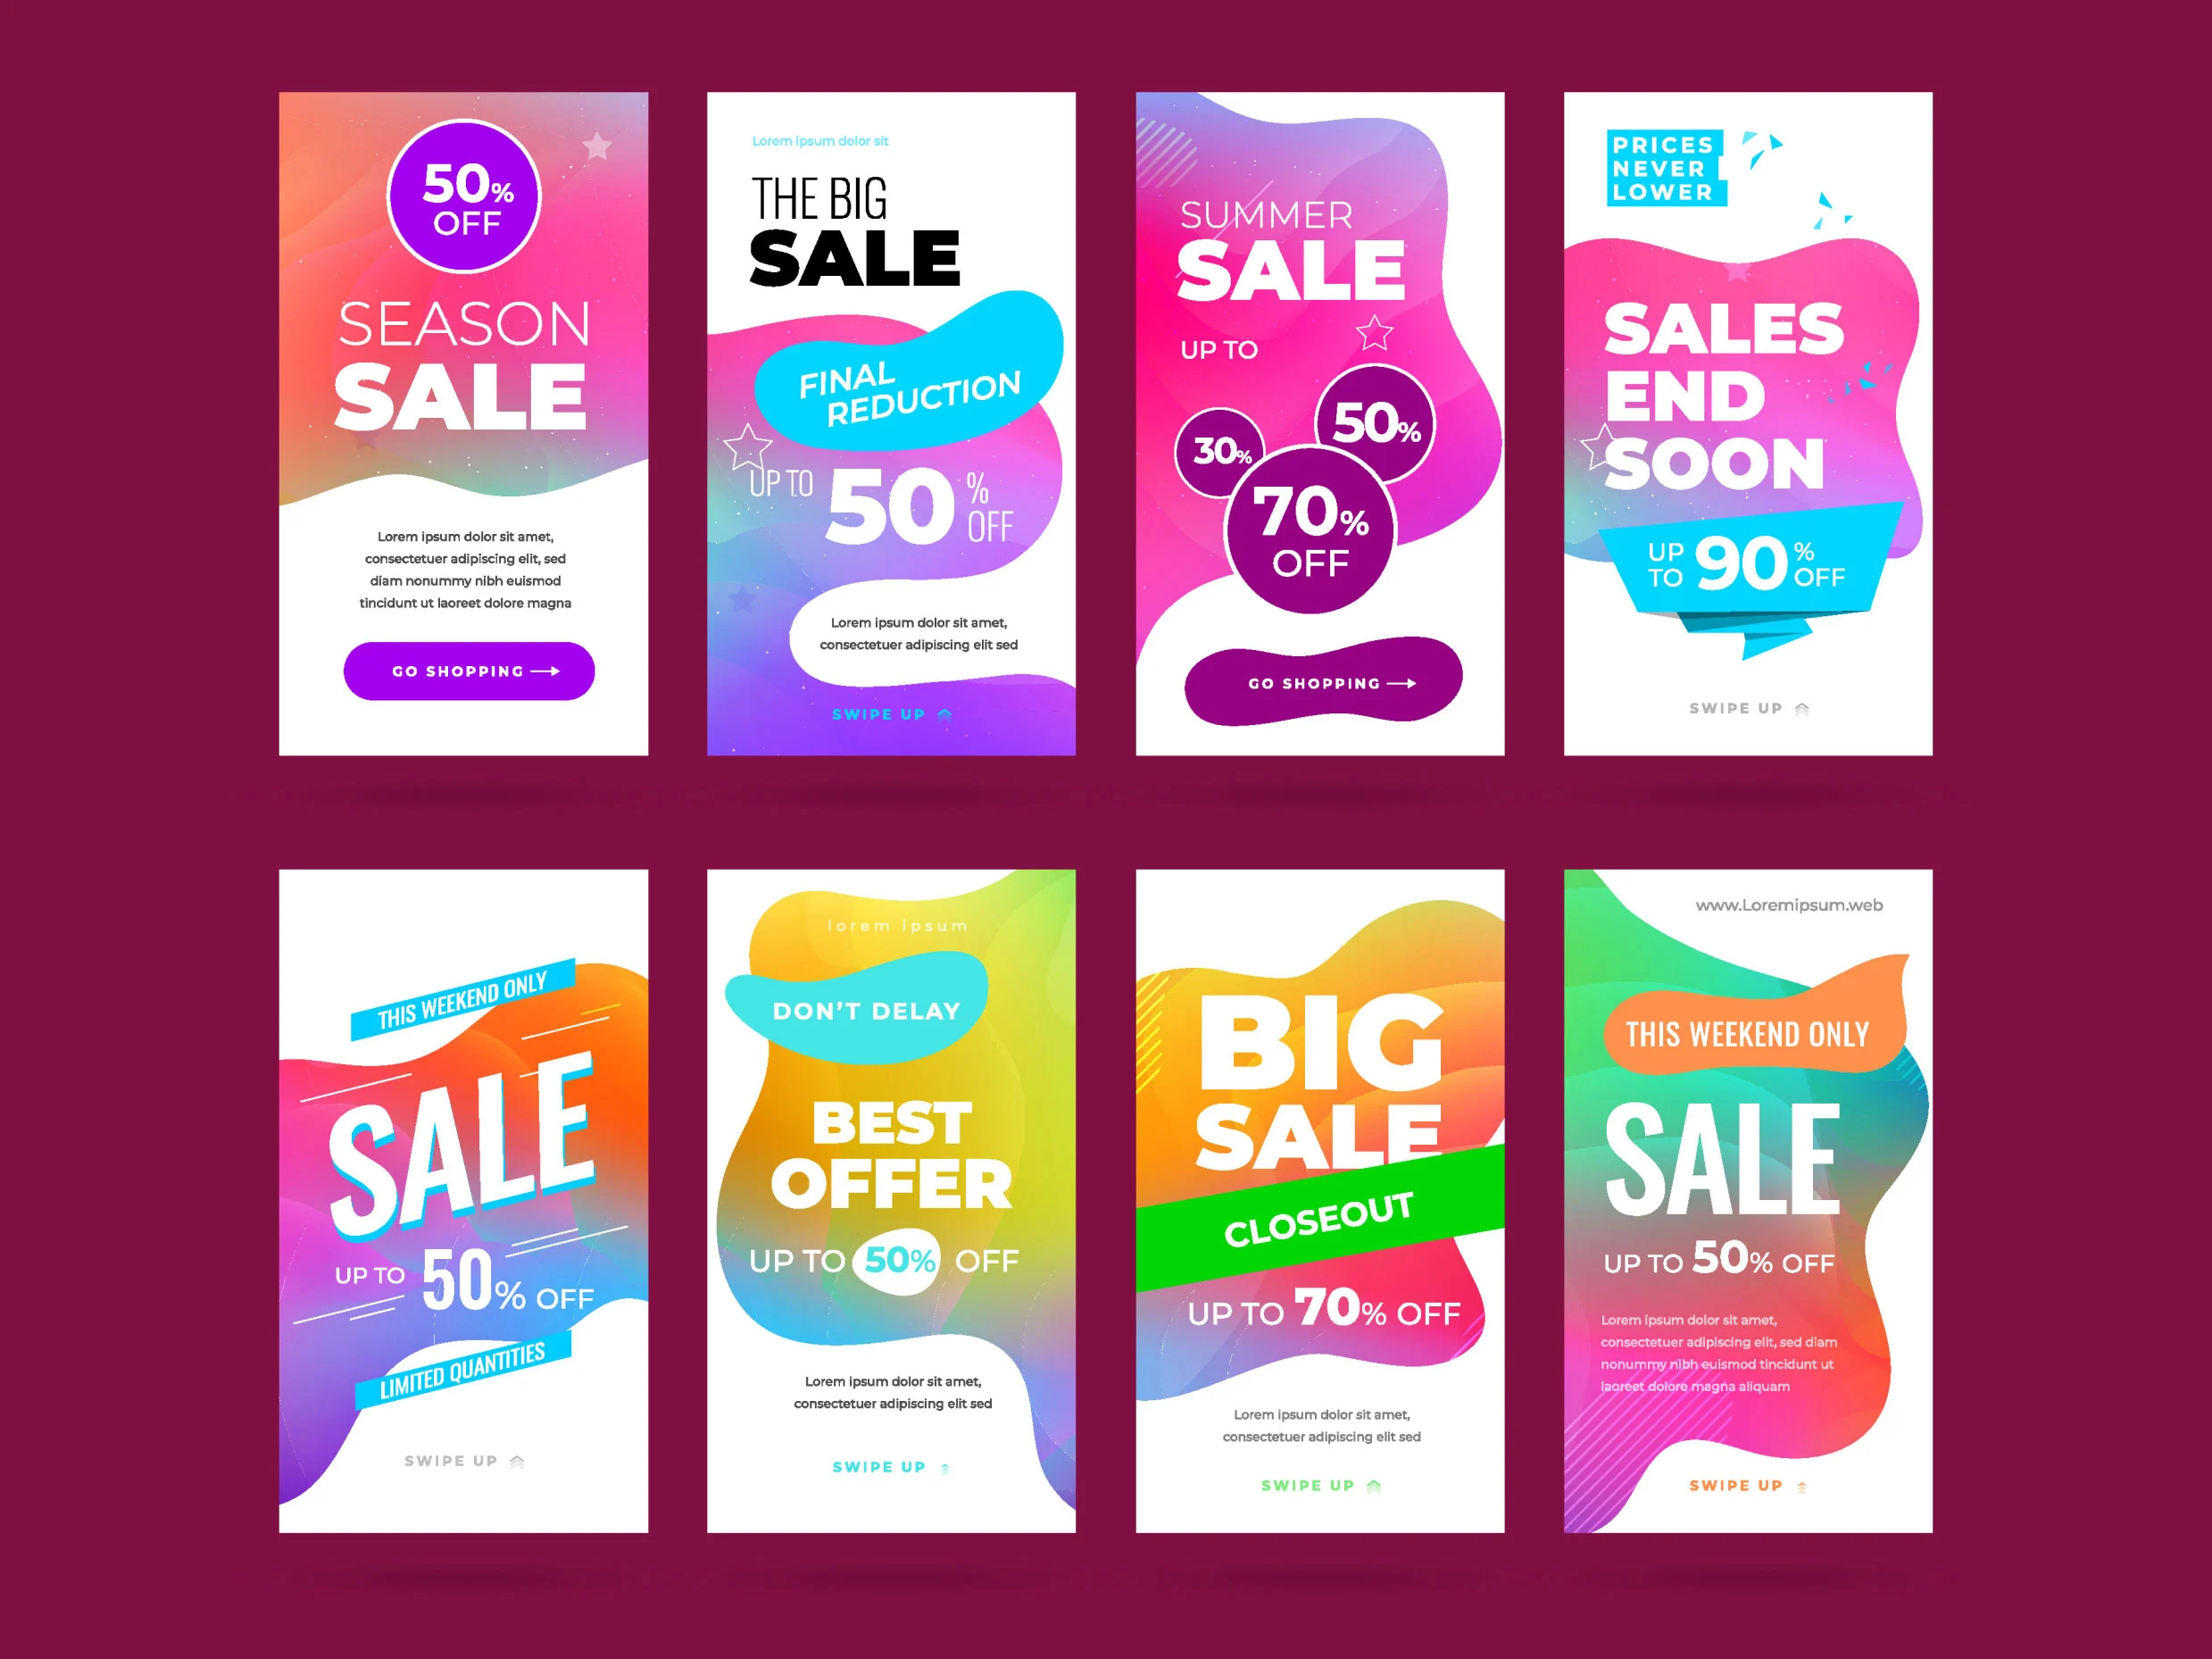 50%
OFF
SEASON
SALE
Lorem ipsum dolor sit amet,
consectetuer adipiscing elit, sed
diam nonummy nibh euismod
tincidunt ut laoreet dolore magna
GO SHOPPING
Lorem ipsum dolor sit
THE BIG
SALE
FINAL
REDUCTION
UP TO 50% OFF
Lorem ipsum dolor sit amet,
consectetuer adipiscing elit sed
SWIPE UP
SUMMER
SALE
UP TO
50%
30%
70%
OFF
GO SHOPPING
PRICES
NEVER
LOWER
SALES
END
SOON
UP TO 90% OFF
SWIPE UP
THIS WEEKEND ONLY
SALE
UP TO 50% OFF
LIMITED QUANTITIES
SWIPE UP
lorem ipsum
DON'T DELAY
BEST
OFFER
UP TO 50% OFF
Lorem ipsum dolor sit amet,
consectetuer adipiscing elit sed
SWIPE UP
BIG
SALE
CLOSEOUT
UP TO 70% OFF
Lorem ipsum dolor sit amet,
consectetuer adipiscing elit sed
SWIPE UP
www.Loremipsum.web
THIS WEEKEND ONLY
SALE
UP TO 50% OFF
Lorem ipsum dolor sit amet,
consectetuer adipiscing elit, sed diam
nonummy nibh euismod tincidunt ut
laoreet dolore magna aliquam
SWIPE UP